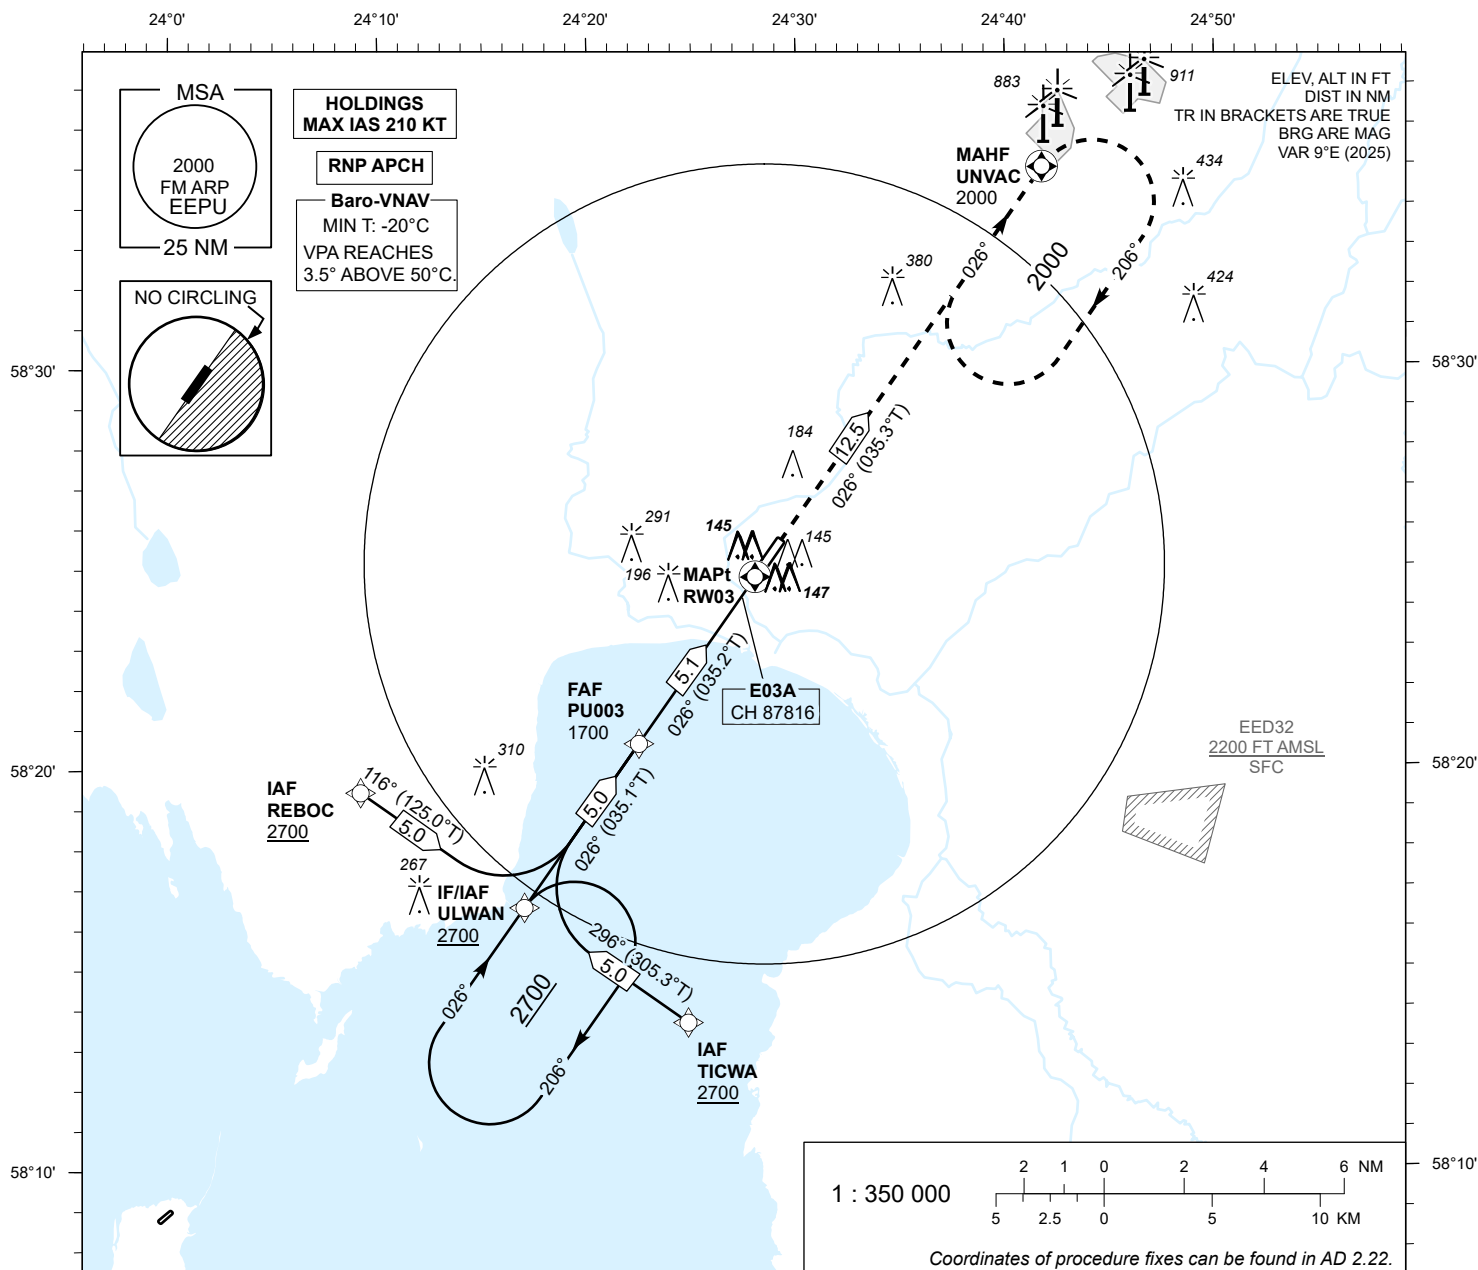 24°0'
24°10'
24°20'
24°30'
24°40'
24°50'
MSA
2000
FM ARP
EEPU
25 NM
HOLDINGS
MAX IAS 210 KT
RNP APCH
Baro-VNAV
MIN T: -20°C
VPA REACHES
3.5° ABOVE 50°C.
NO CIRCLING
883
911
ELEV, ALT IN FT
DIST IN NM
TR IN BRACKETS ARE TRUE
BRG ARE MAG
VAR 9°E (2025)
MAHF
UNVAC
2000
434
380
424
026°
2000
206°
58°30'
58°30'
12.5
026° (035.3°T)
184
291
145
145
196
MAPt
RW03
147
5.1
026° (035.2°T)
E03A
CH 87816
FAF
PU003
1700
310
EED32
2200 FT AMSL
SFC
58°20'
58°20'
IAF
REBOC
2700
116° (125.0°T)
5.0
5.0
026° (035.1°T)
267
IF/IAF
ULWAN
2700
296° (305.3°T)
5.0
026°
2700
206°
IAF
TICWA
2700
58°10'
58°10'
1 : 350 000
2 1 0 2 4 6 NM
5 2.5 0 5 10 KM
Coordinates of procedure fixes can be found in AD 2.22.